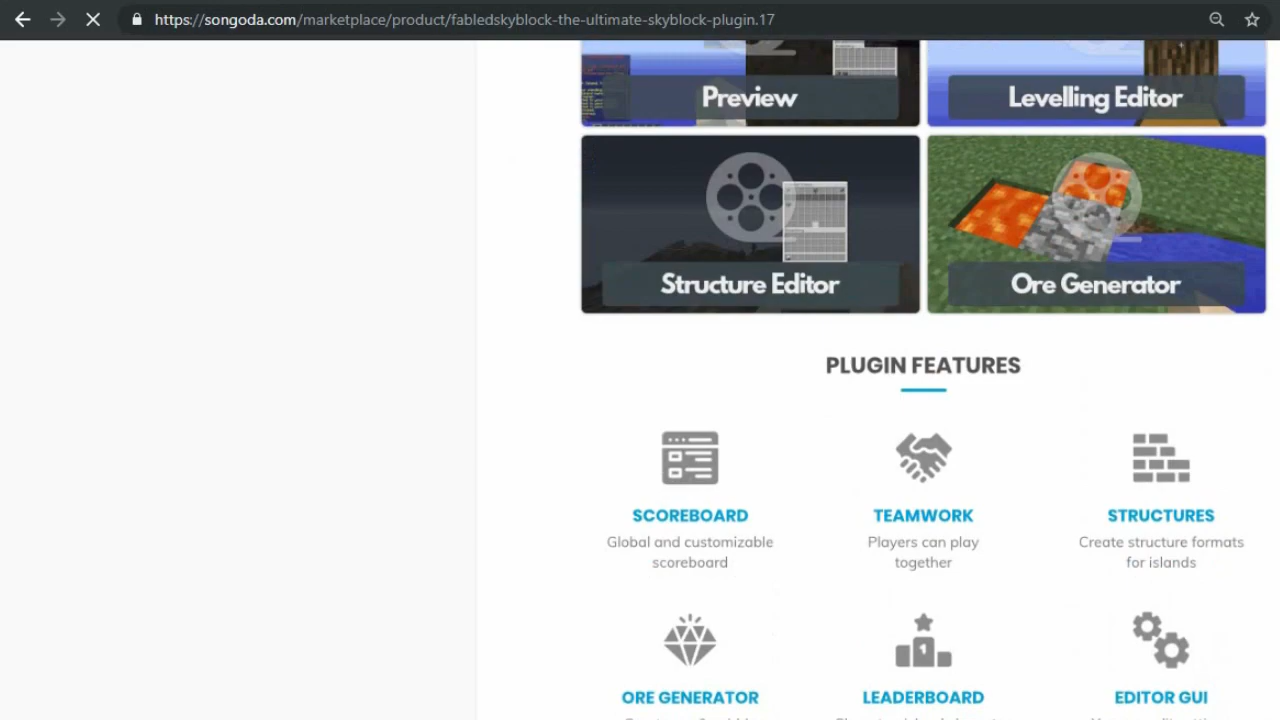 https://songoda.com/marketplace/product/fabledskyblock-the-ultimate-skyblock-plugin.17
Preview
Levelling Editor
Structure Editor
Ore Generator
PLUGIN FEATURES
SCOREBOARD
TEAMWORK
STRUCTURES
Global and customizable
scoreboard
Players can play
together
Create structure formats
for islands
ORE GENERATOR
LEADERBOARD
EDITOR GUI